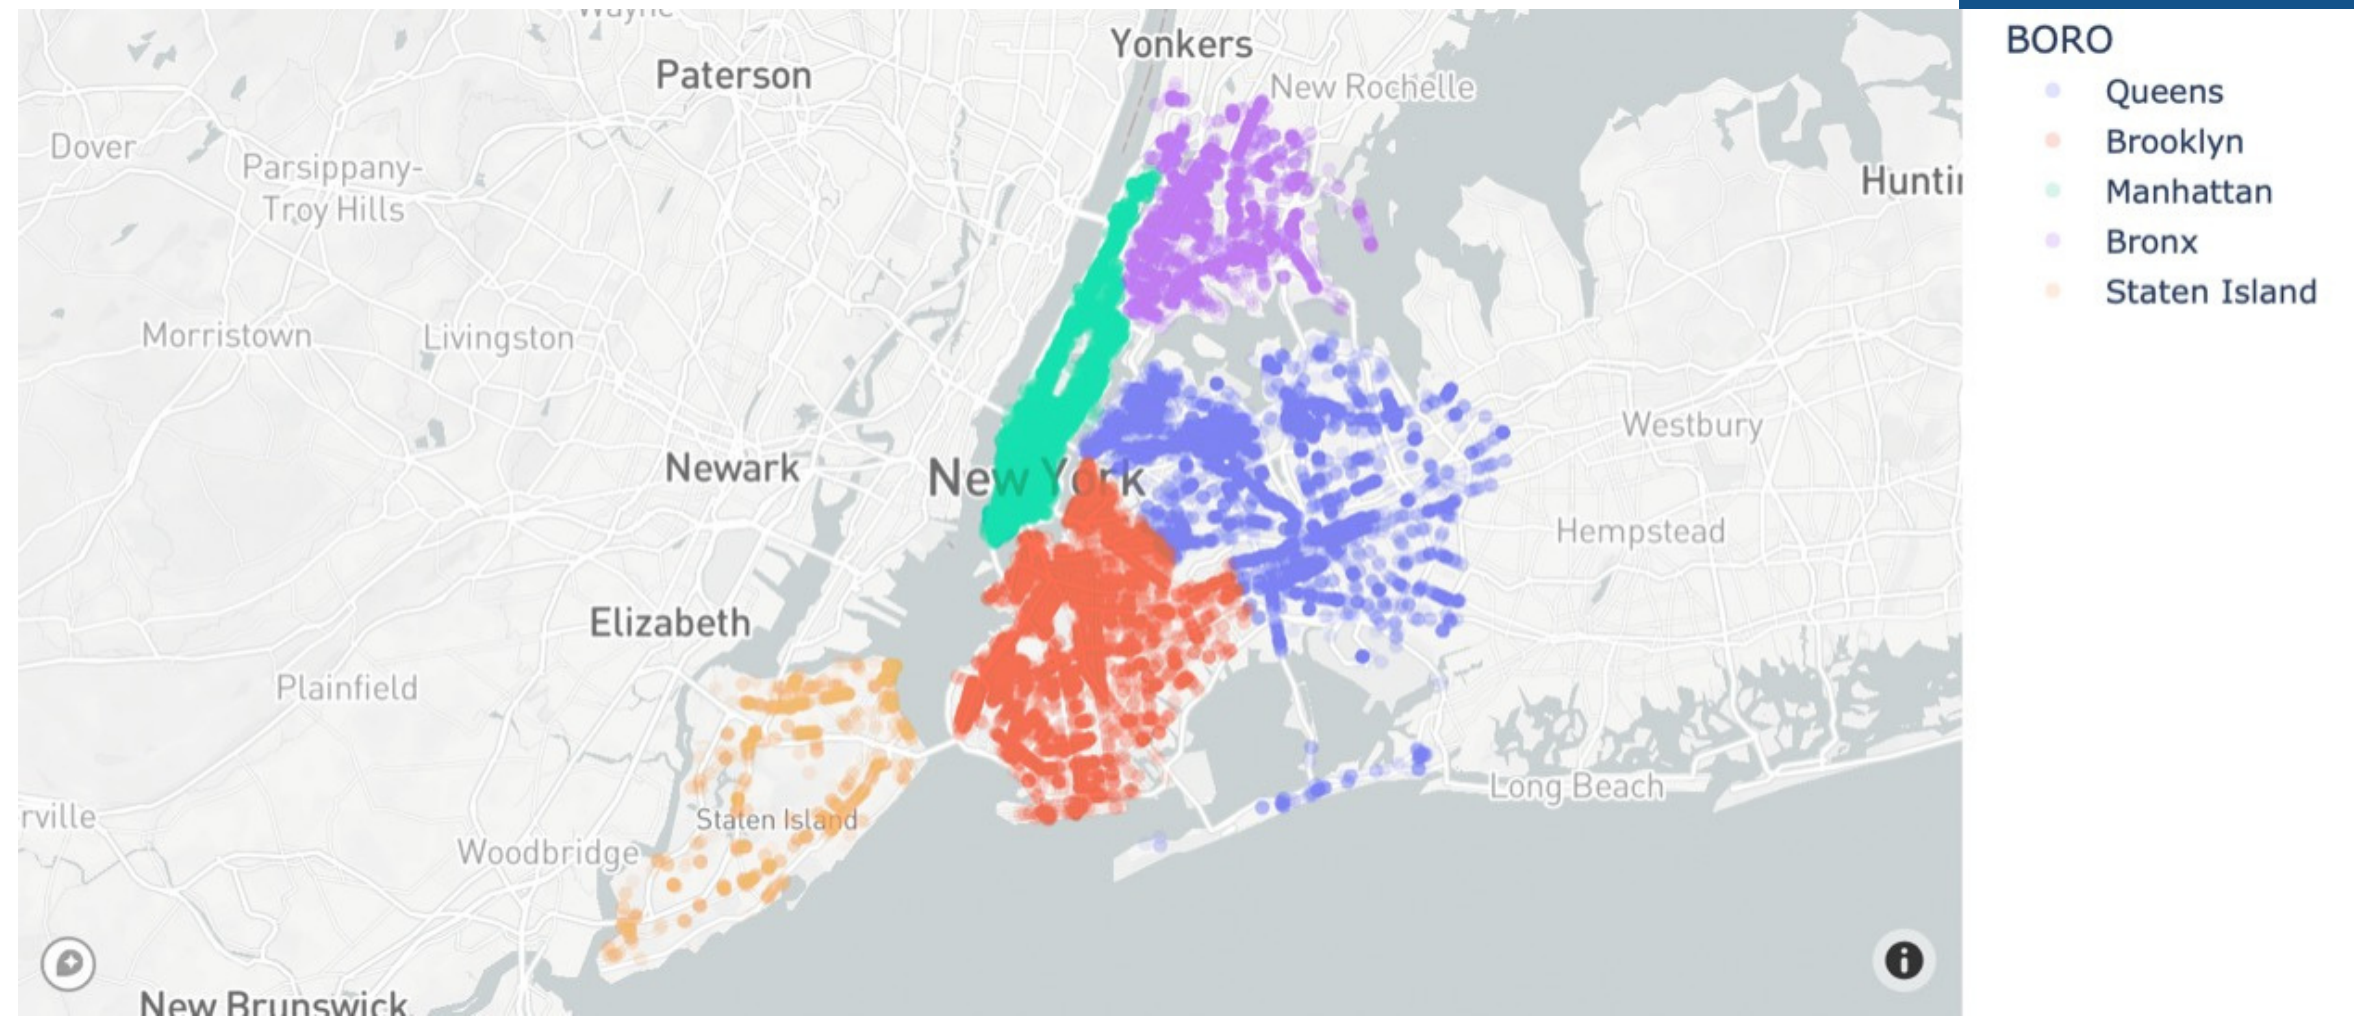 Wayne
Yonkers
Paterson
New Rochelle
Dover
Parsippany-
Troy Hills
Huntin
Morristown
Livingston
Westbury
Newark
New York
Hempstead
Elizabeth
Plainfield
Long Beach
rville
Staten Island
Woodbridge
New Brunswick
BORO
Queens
Brooklyn
Manhattan
Bronx
Staten Island